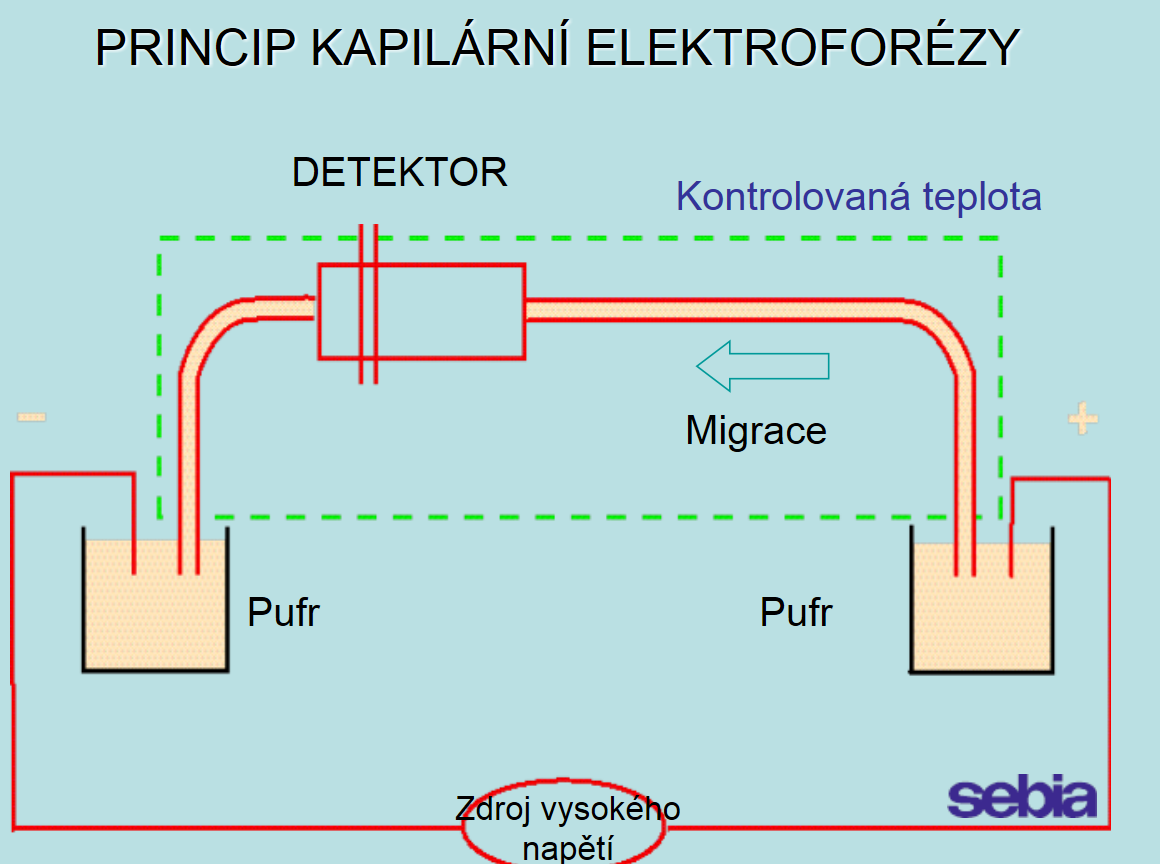 PRINCIP KAPILÁRNÍ ELEKTROFORÉZY
DETEKTOR
Kontrolovaná teplota
Migrace
–
+
Pufr
Pufr
sebia
Zdroj vysokého
napětí